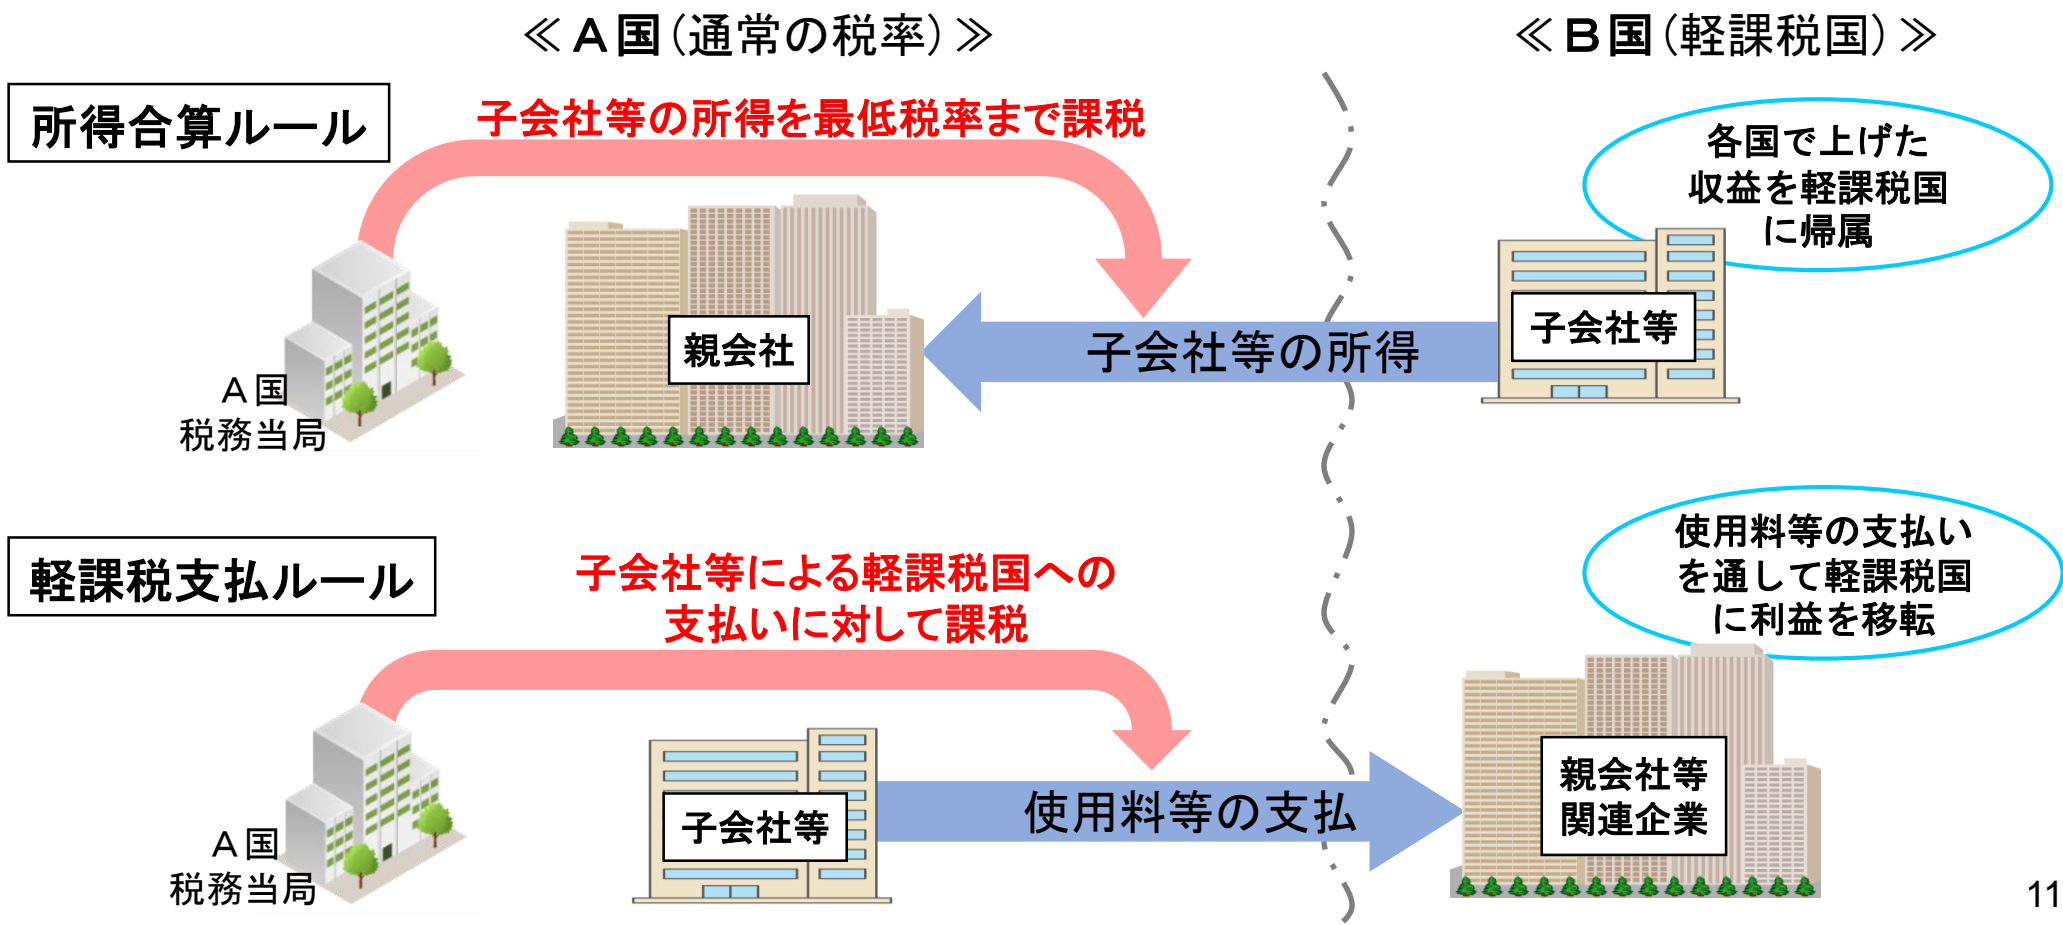 ≪A国(通常の税率)≫
≪B国(軽課税国)≫
所得合算ルール
子会社等の所得を最低税率まで課税
各国で上げた
収益を軽課税国
に帰属
親会社
子会社等の所得
子会社等
A国
税務当局
軽課税支払ルール
子会社等による軽課税国への
支払いに対して課税
使用料等の支払い
を通して軽課税国
に利益を移転
子会社等
使用料等の支払
親会社等
関連企業
A国
税務当局
11